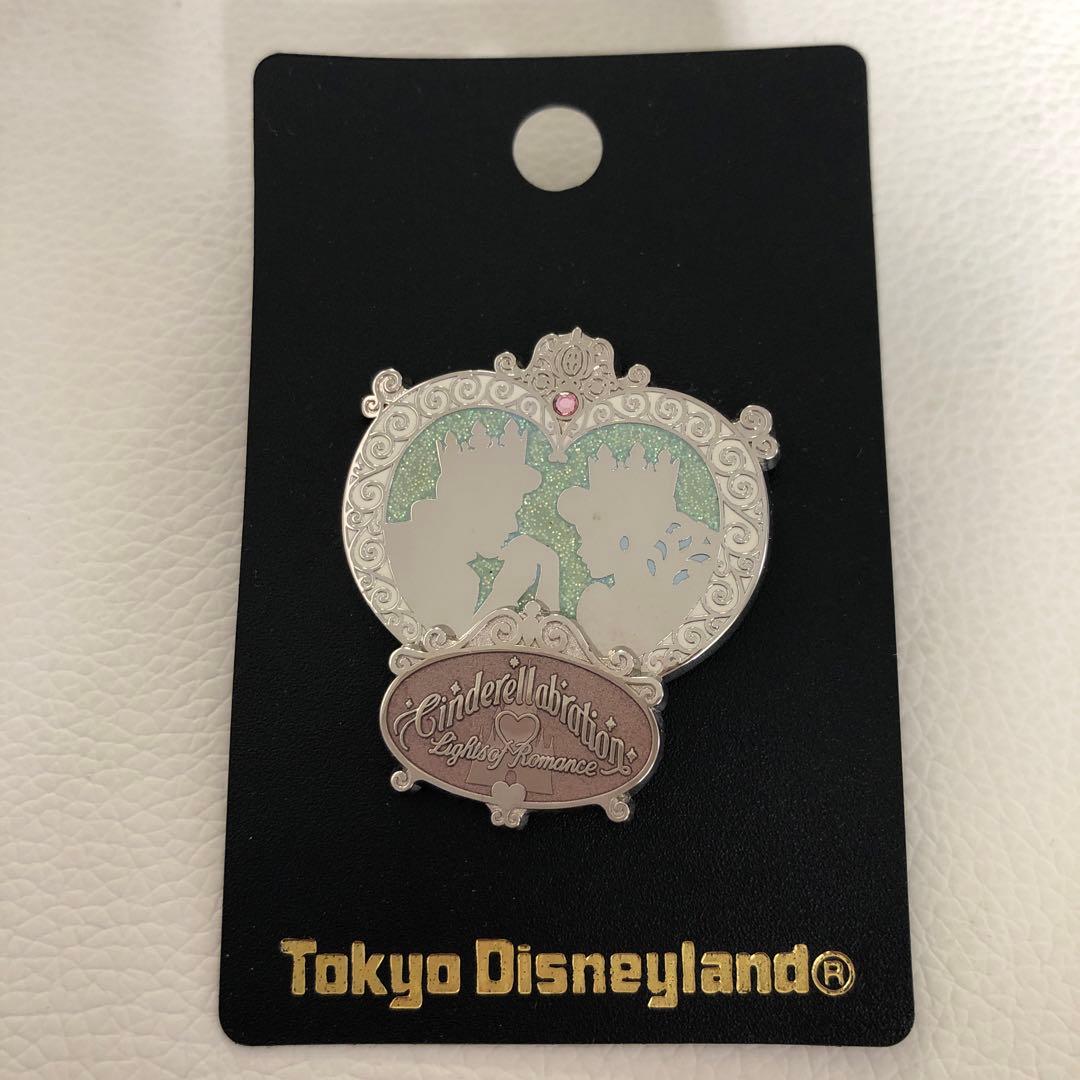 Cinderellabration
Lights of Romance
Tokyo Disneyland®